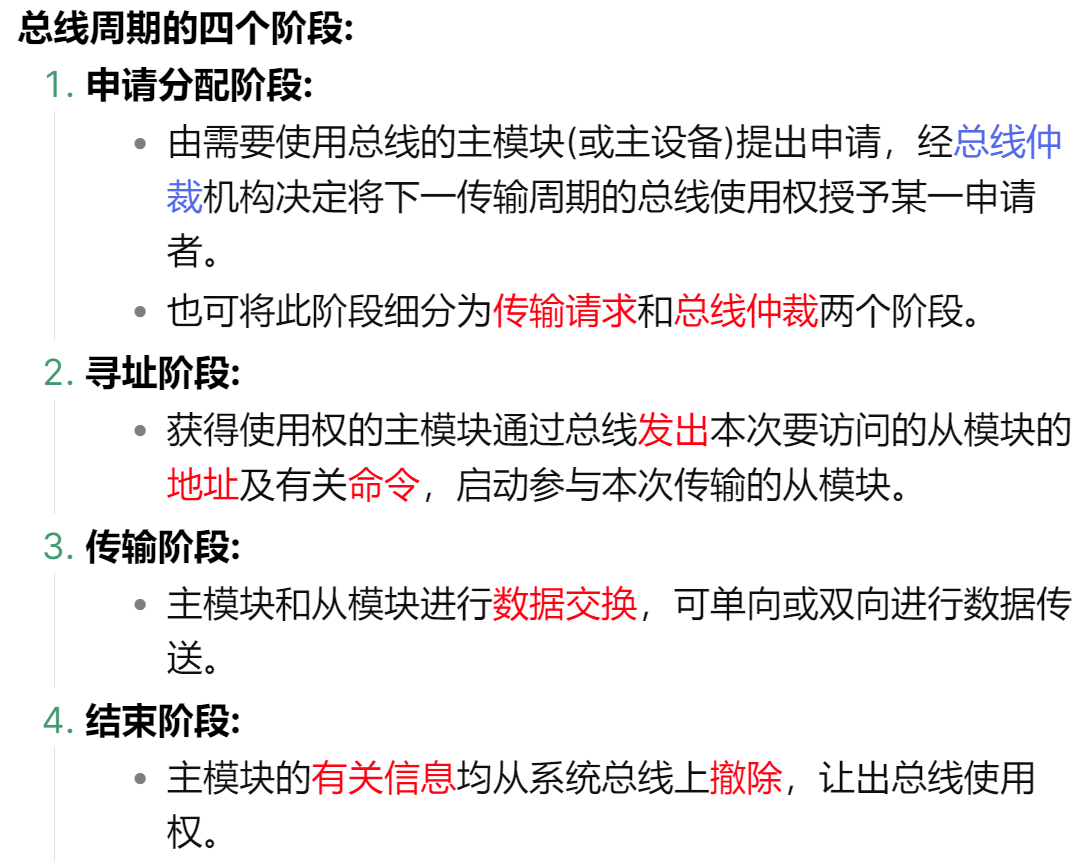 总线周期的四个阶段:
1. 申请分配阶段:
• 由需要使用总线的主模块(或主设备)提出申请，经总线仲
裁机构决定将下一传输周期的总线使用权授予某一申请
者。
• 也可将此阶段细分为传输请求和总线仲裁两个阶段。
2. 寻址阶段:
• 获得使用权的主模块通过总线发出本次要访问的从模块的
地址及有关命令，启动参与本次传输的从模块。
3. 传输阶段:
• 主模块和从模块进行数据交换，可单向或双向进行数据传
送。
4. 结束阶段:
• 主模块的有关信息均从系统总线上撤除，让出总线使用
权。